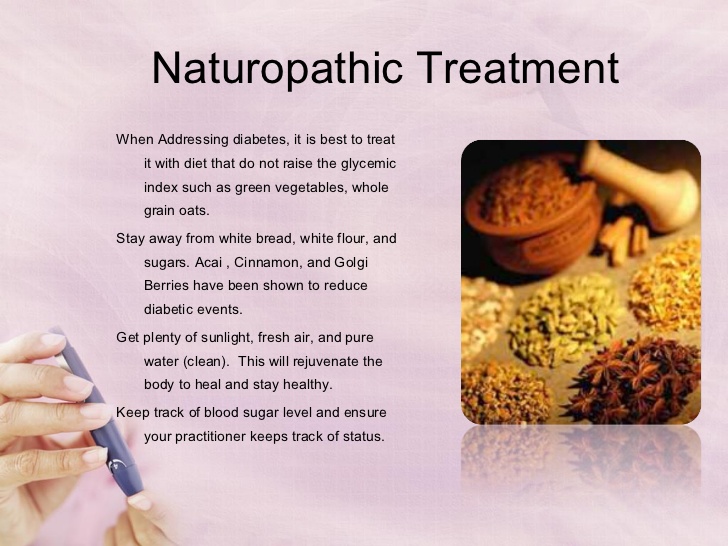 Naturopathic Treatment
When Addressing diabetes, it is best to treat
it with diet that do not raise the glycemic
index such as green vegetables, whole
grain oats.
Stay away from white bread, white flour, and
sugars. Acai , Cinnamon, and Golgi
Berries have been shown to reduce
diabetic events.
Get plenty of sunlight, fresh air, and pure
water (clean).  This will rejuvenate the
body to heal and stay healthy.
Keep track of blood sugar level and ensure
your practitioner keeps track of status.